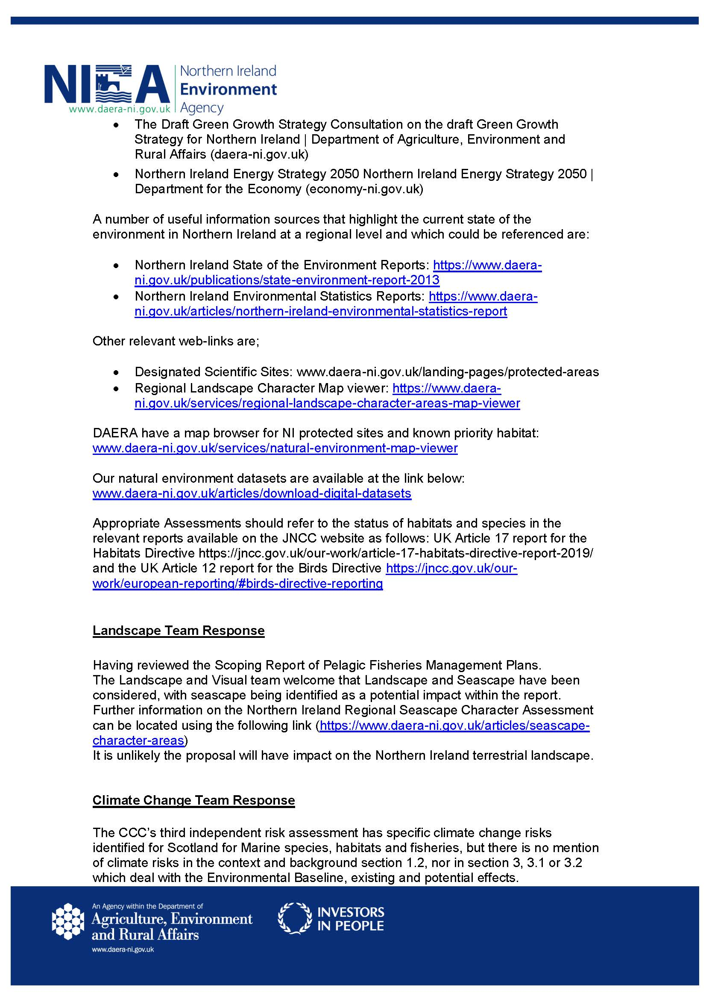 NIEA
www.daera-ni.gov.uk
Northern Ireland
Environment
Agency
• The Draft Green Growth Strategy Consultation on the draft Green Growth
Strategy for Northern Ireland | Department of Agriculture, Environment and
Rural Affairs (daera-ni.gov.uk)
• Northern Ireland Energy Strategy 2050 Northern Ireland Energy Strategy 2050 |
Department for the Economy (economy-ni.gov.uk)
A number of useful information sources that highlight the current state of the
environment in Northern Ireland at a regional level and which could be referenced are:
• Northern Ireland State of the Environment Reports: https://www.daera-
ni.gov.uk/publications/state-environment-report-2013
• Northern Ireland Environmental Statistics Reports: https://www.daera-
ni.gov.uk/articles/northern-ireland-environmental-statistics-report
Other relevant web-links are;
• Designated Scientific Sites: www.daera-ni.gov.uk/landing-pages/protected-areas
• Regional Landscape Character Map viewer: https://www.daera-
ni.gov.uk/services/regional-landscape-character-areas-map-viewer
DAERA have a map browser for NI protected sites and known priority habitat:
www.daera-ni.gov.uk/services/natural-environment-map-viewer
Our natural environment datasets are available at the link below:
www.daera-ni.gov.uk/articles/download-digital-datasets
Appropriate Assessments should refer to the status of habitats and species in the
relevant reports available on the JNCC website as follows: UK Article 17 report for the
Habitats Directive https://jncc.gov.uk/our-work/article-17-habitats-directive-report-2019/
and the UK Article 12 report for the Birds Directive https://jncc.gov.uk/our-
work/european-reporting/#birds-directive-reporting
Landscape Team Response
Having reviewed the Scoping Report of Pelagic Fisheries Management Plans.
The Landscape and Visual team welcome that Landscape and Seascape have been
considered, with seascape being identified as a potential impact within the report.
Further information on the Northern Ireland Regional Seascape Character Assessment
can be located using the following link (https://www.daera-ni.gov.uk/articles/seascape-
character-areas)
It is unlikely the proposal will have impact on the Northern Ireland terrestrial landscape.
Climate Change Team Response
The CCC’s third independent risk assessment has specific climate change risks
identified for Scotland for Marine species, habitats and fisheries, but there is no mention
of climate risks in the context and background section 1.2, nor in section 3, 3.1 or 3.2
which deal with the Environmental Baseline, existing and potential effects.
An Agency within the Department of
Agriculture, Environment
and Rural Affairs
www.daera-ni.gov.uk
INVESTORS
IN PEOPLE